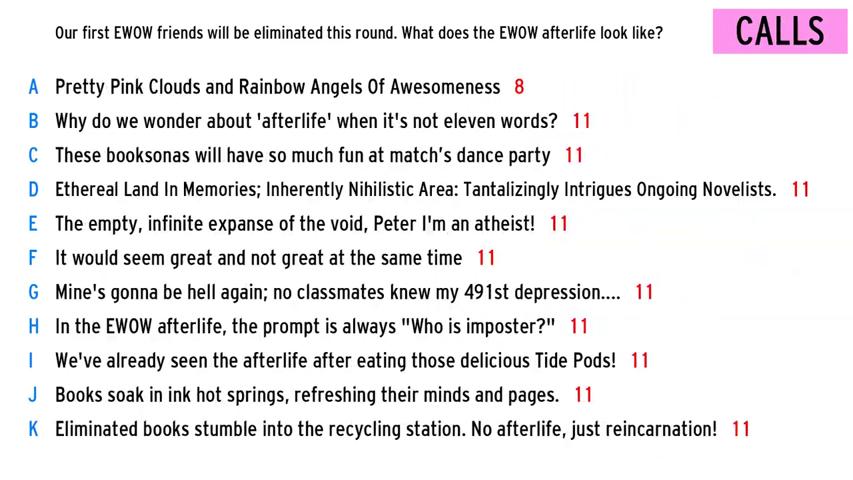 Our first EWOW friends will be eliminated this round. What does the EWOW afterlife look like?
CALLS
A Pretty Pink Clouds and Rainbow Angels Of Awesomeness 8
B Why do we wonder about 'afterlife' when it's not eleven words? 11
C These booksonas will have so much fun at match’s dance party 11
D Ethereal Land In Memories; Inherently Nihilistic Area: Tantalizingly Intrigues Ongoing Novelists. 11
E The empty, infinite expanse of the void, Peter I'm an atheist! 11
F It would seem great and not great at the same time 11
G Mine's gonna be hell again; no classmates knew my 491st depression.... 11
H In the EWOW afterlife, the prompt is always "Who is imposter?" 11
I We've already seen the afterlife after eating those delicious Tide Pods! 11
J Books soak in ink hot springs, refreshing their minds and pages. 11
K Eliminated books stumble into the recycling station. No afterlife, just reincarnation! 11